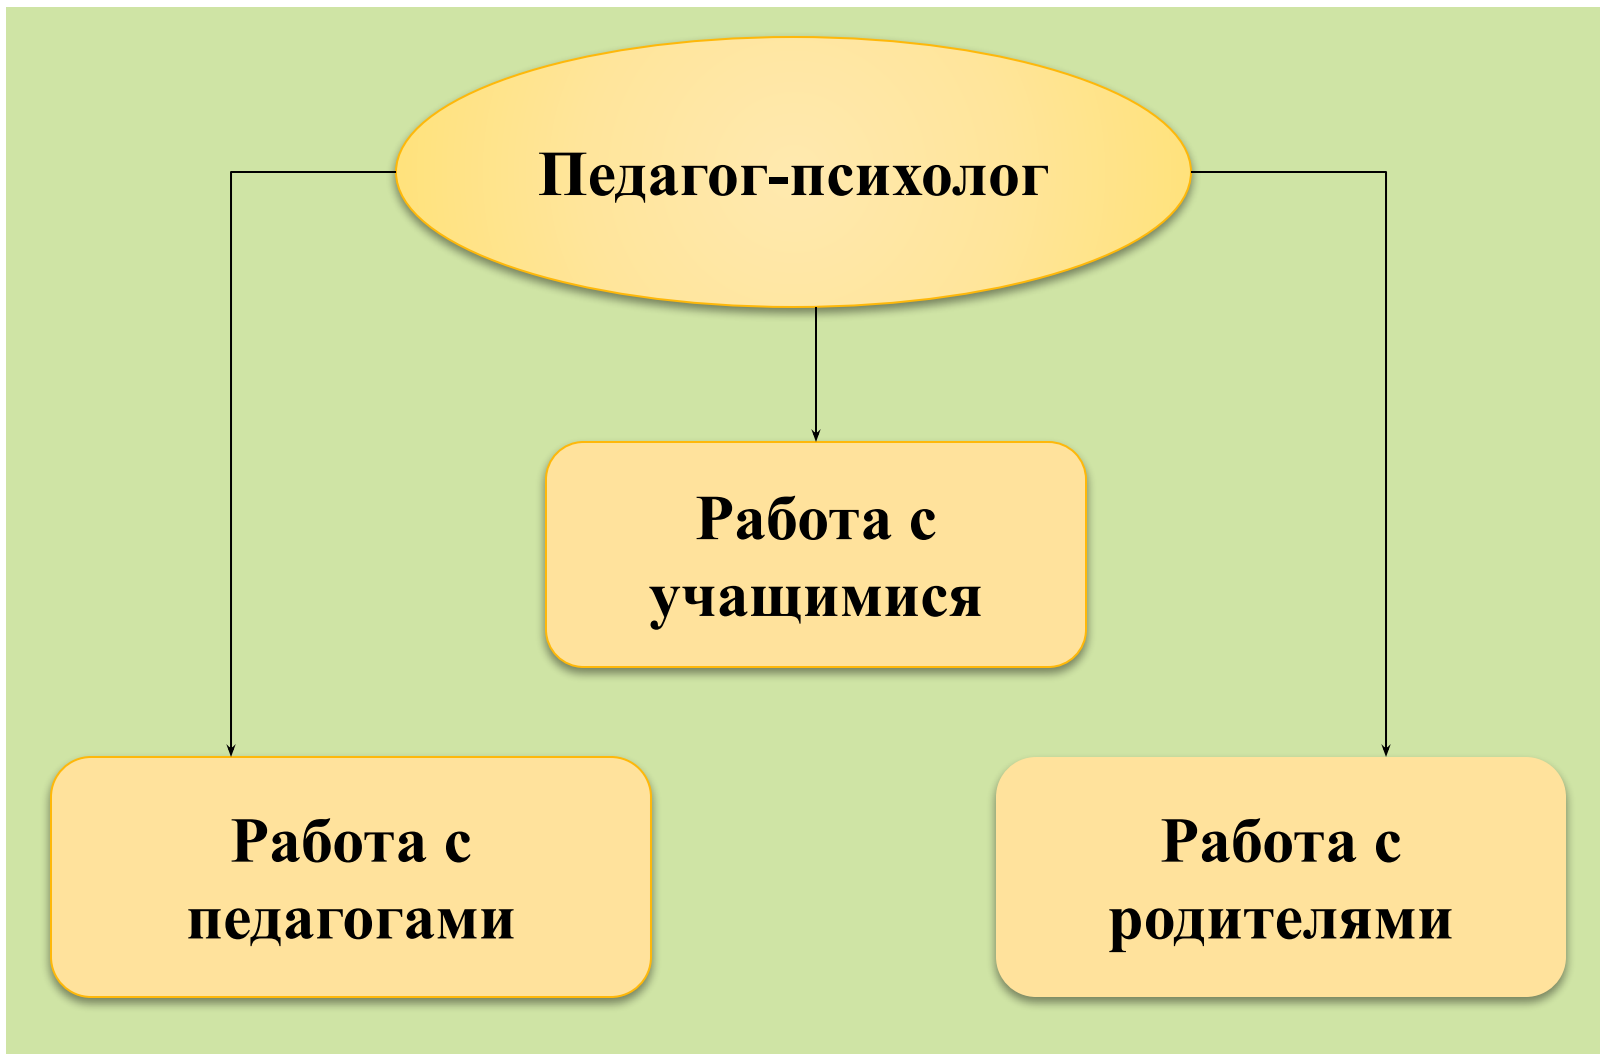 Педагог-психолог
Работа с
учащимися
Работа с
педагогами
Работа с
родителями